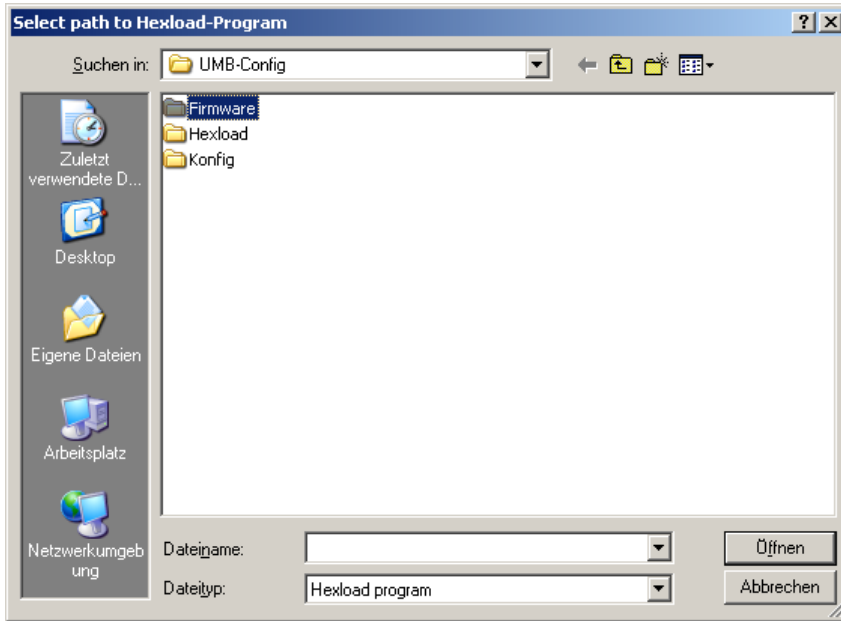 Select path to Hexload-Program
Suchen in:
UMB-Config
Firmware
Hexload
Konfig
Zuletzt
verwendete D...
Desktop
Eigene Dateien
Arbeitsplatz
Netzwerkumgeb
ung
Dateiname:
Öffnen
Dateityp:
Hexload program
Abbrechen